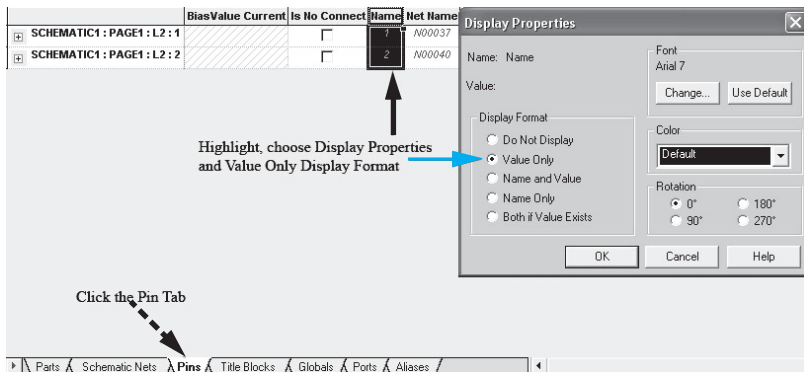 BiasValue Current Is No Connect Name Net Name
SCHEMATIC1 : PAGE1 : L2 : 1 1 N00037
SCHEMATIC1 : PAGE1 : L2 : 2 2 N00040
Highlight, choose Display Properties
and Value Only Display Format
Click the Pin Tab
Parts Schematic Nets Pins Title Blocks Globals Ports Aliases
Display Properties
Name: Name
Value:
Font
Arial 7
Change... Use Default
Display Format
Do Not Display
Value Only
Name and Value
Name Only
Both if Value Exists
Color
Default
Rotation
0° 180°
90° 270°
OK Cancel Help